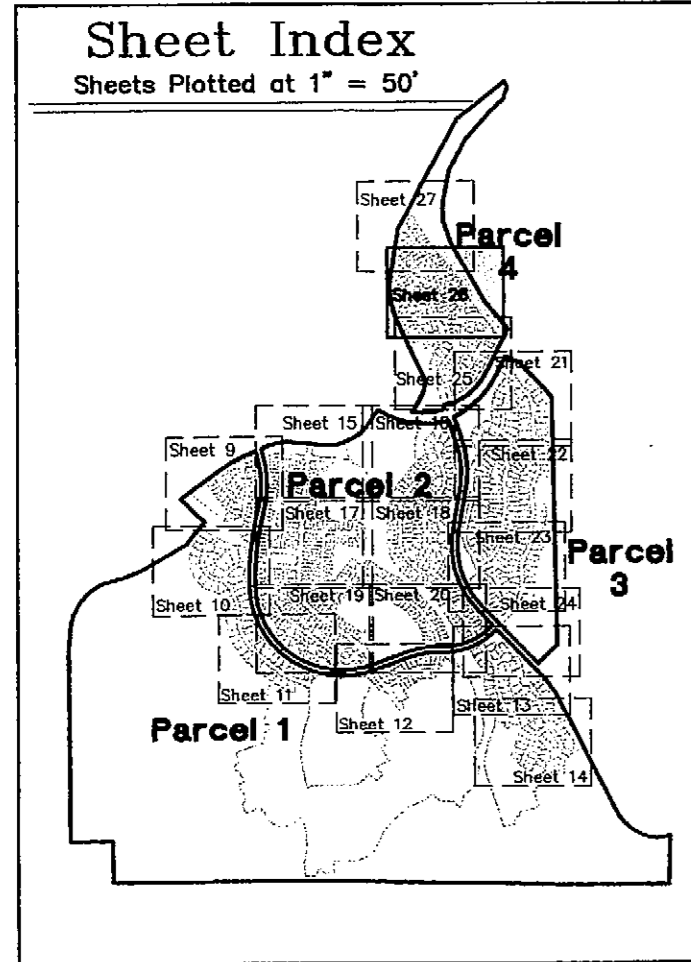 Sheet Index
Sheets Plotted at 1" = 50'
Sheet 27
Parcel
4
Sheet 26
Sheet 25
Sheet 21
Sheet 15
Sheet 16
Sheet 9
Sheet 22
Parcel 2
Sheet 17
Sheet 18
Sheet 23
Parcel
3
Sheet 10
Sheet 19
Sheet 20
Sheet 24
Sheet 11
Sheet 12
Sheet 13
Parcel 1
Sheet 14